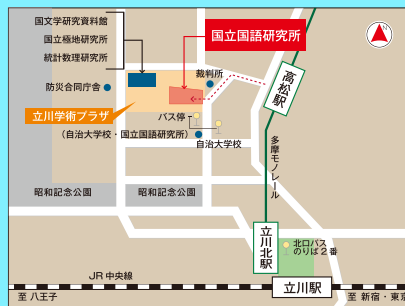 国文学研究資料館
国立極地研究所
統計数理研究所
国立国語研究所
N
高松駅
裁判所
防災合同庁舎
立川学術プラザ
バス停
(自治大学校・国立国語研究所)
自治大学校
多摩モノレール
昭和記念公園
昭和記念公園
立川北駅
北口バス
のりば2番
JR中央線
立川駅
至 八王子
至 新宿・東京